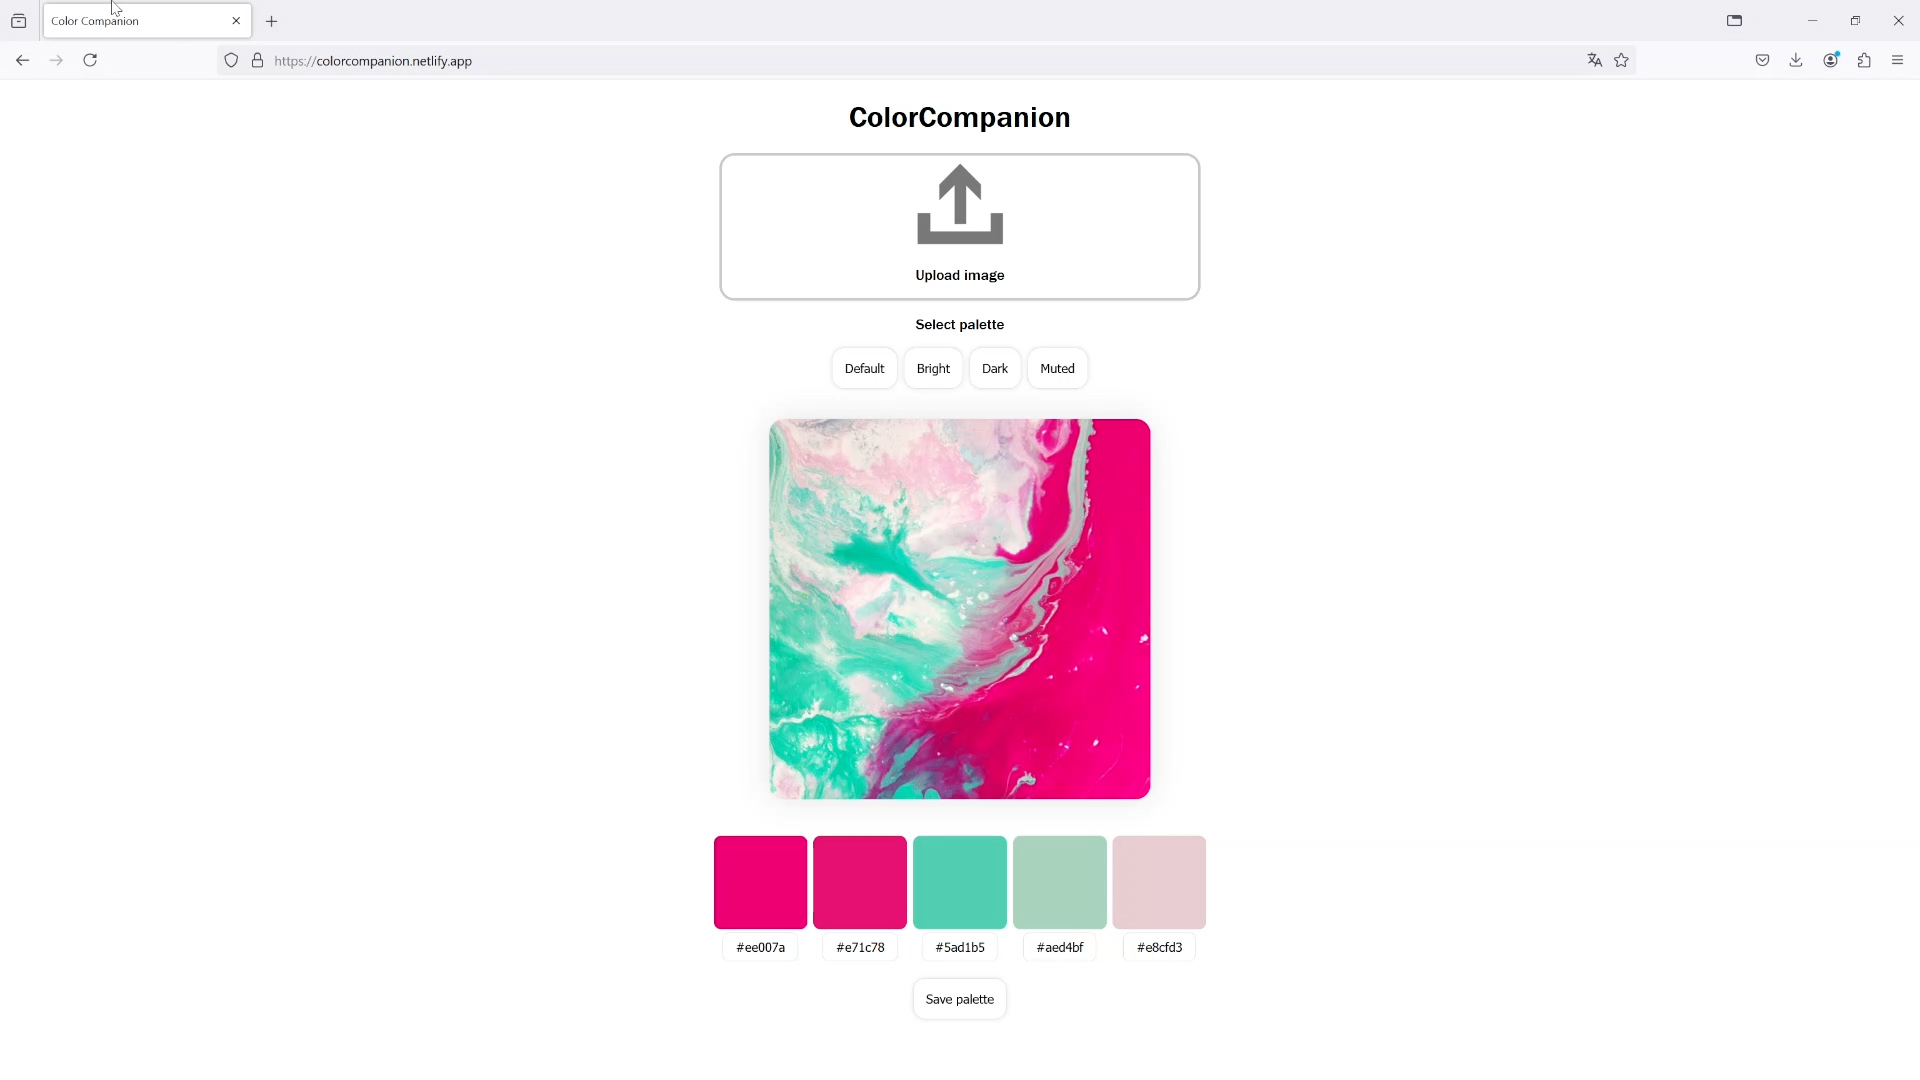 Color Companion
https://colorcompanion.netlify.app
ColorCompanion
Upload image
Select palette
Default Bright Dark Muted
#ee007a #e71c78 #5ad1b5 #aed4bf #e8cfd3
Save palette